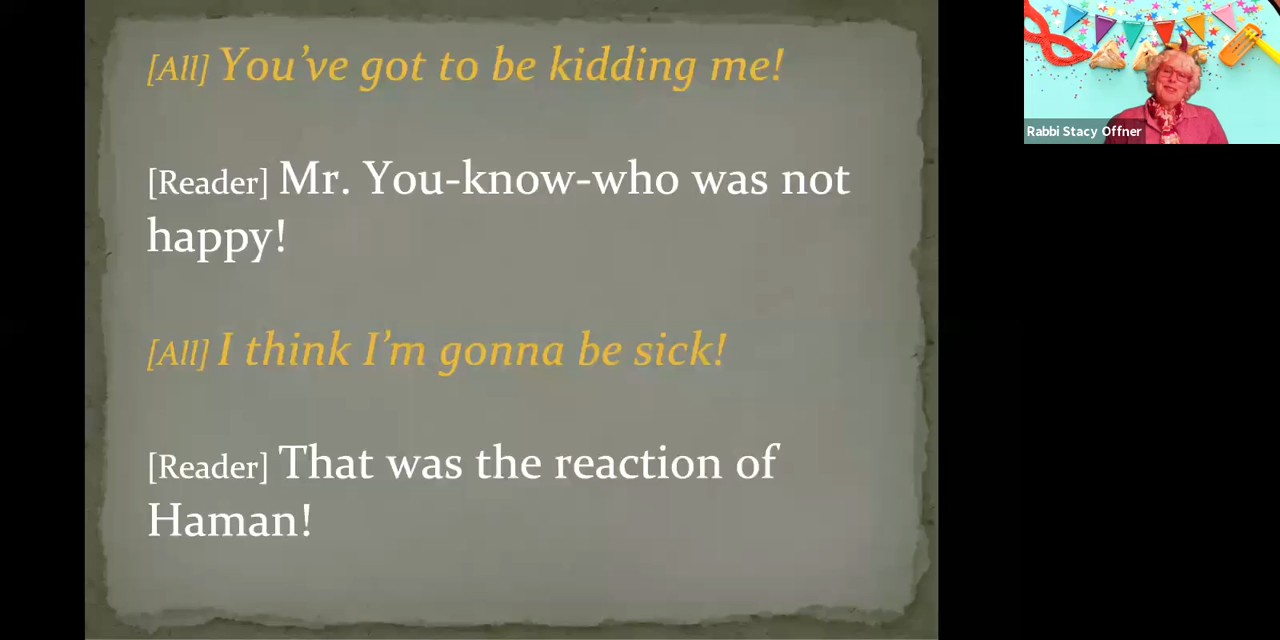 [All] You’ve got to be kidding me!
[Reader] Mr. You-know-who was not
happy!
[All] I think I’m gonna be sick!
[Reader] That was the reaction of
Haman!
Rabbi Stacy Offner